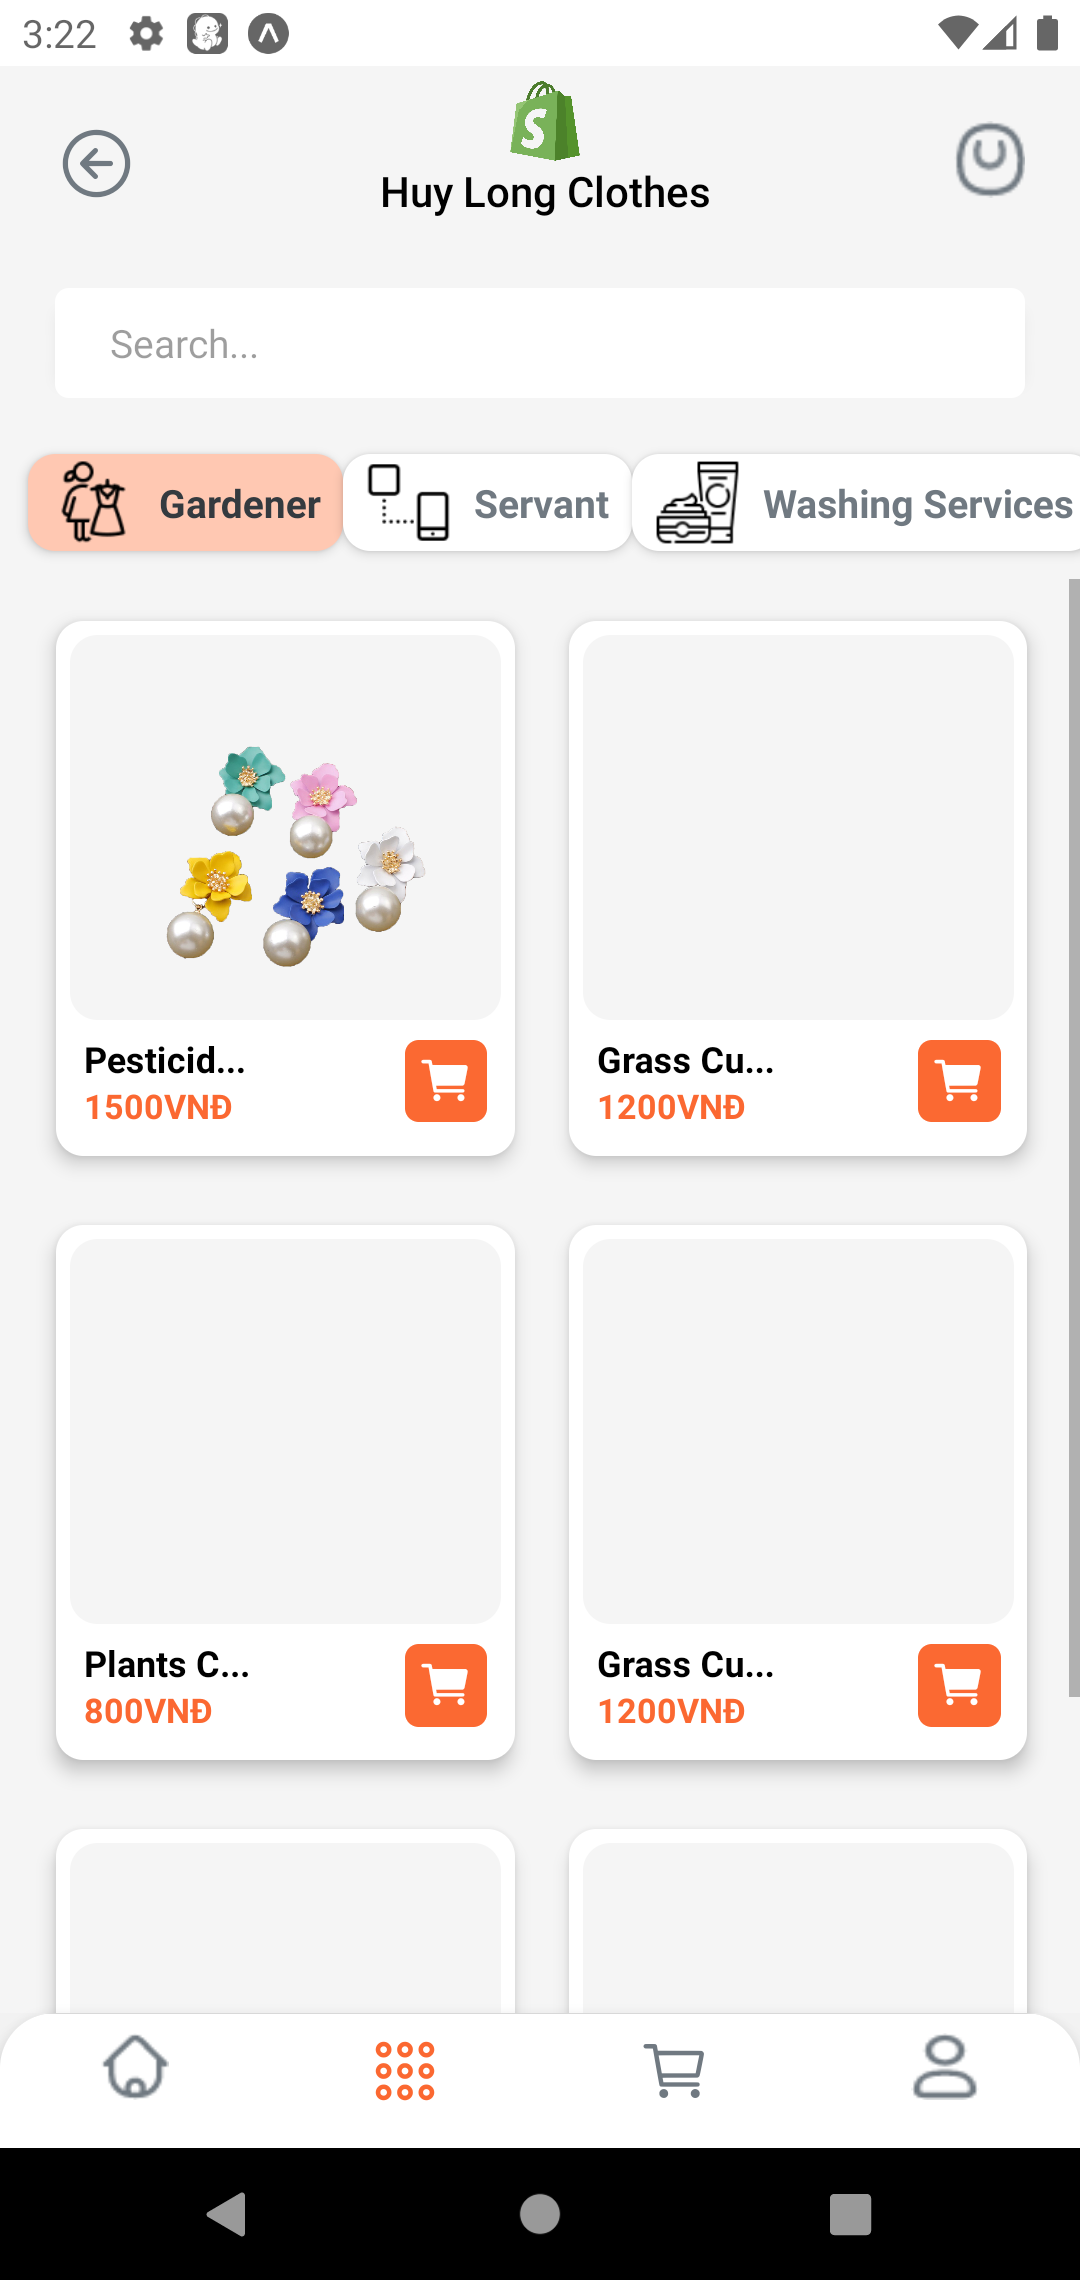 3:22
S
Huy Long Clothes
Search...
Gardener
Servant
Washing Services
Pesticid...
1500VNĐ
Grass Cu...
1200VNĐ
Plants C...
800VNĐ
Grass Cu...
1200VNĐ